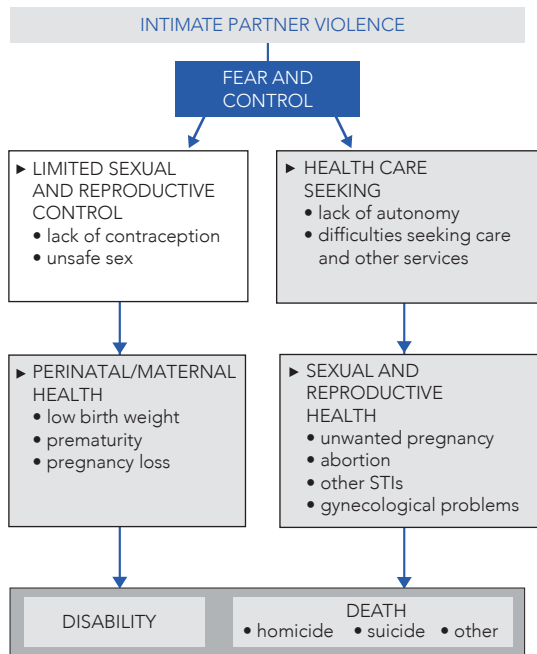 INTIMATE PARTNER VIOLENCE
FEAR AND
CONTROL
▶ LIMITED SEXUAL
AND REPRODUCTIVE
CONTROL
• lack of contraception
• unsafe sex
▶ HEALTH CARE
SEEKING
• lack of autonomy
• difficulties seeking care
and other services
▶ PERINATAL/MATERNAL
HEALTH
• low birth weight
• prematurity
• pregnancy loss
▶ SEXUAL AND
REPRODUCTIVE
HEALTH
• unwanted pregnancy
• abortion
• other STIs
• gynecological problems
DISABILITY
DEATH
• homicide • suicide • other